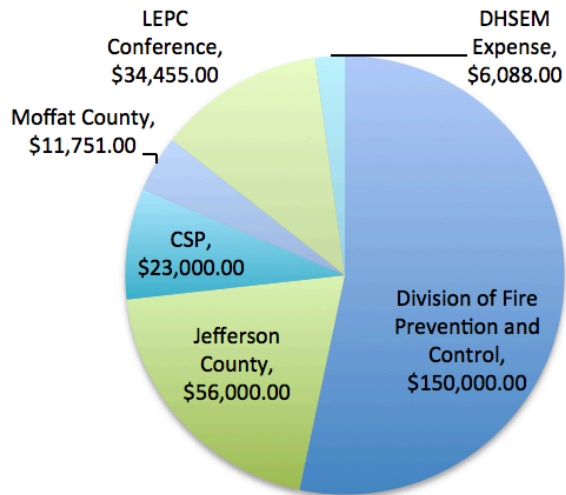 LEPC
Conference,
$34,455.00
DHSEM
Expense,
$6,088.00
Moffat County,
$11,751.00
CSP,
$23,000.00
Jefferson
County,
$56,000.00
Division of Fire
Prevention and
Control,
$150,000.00